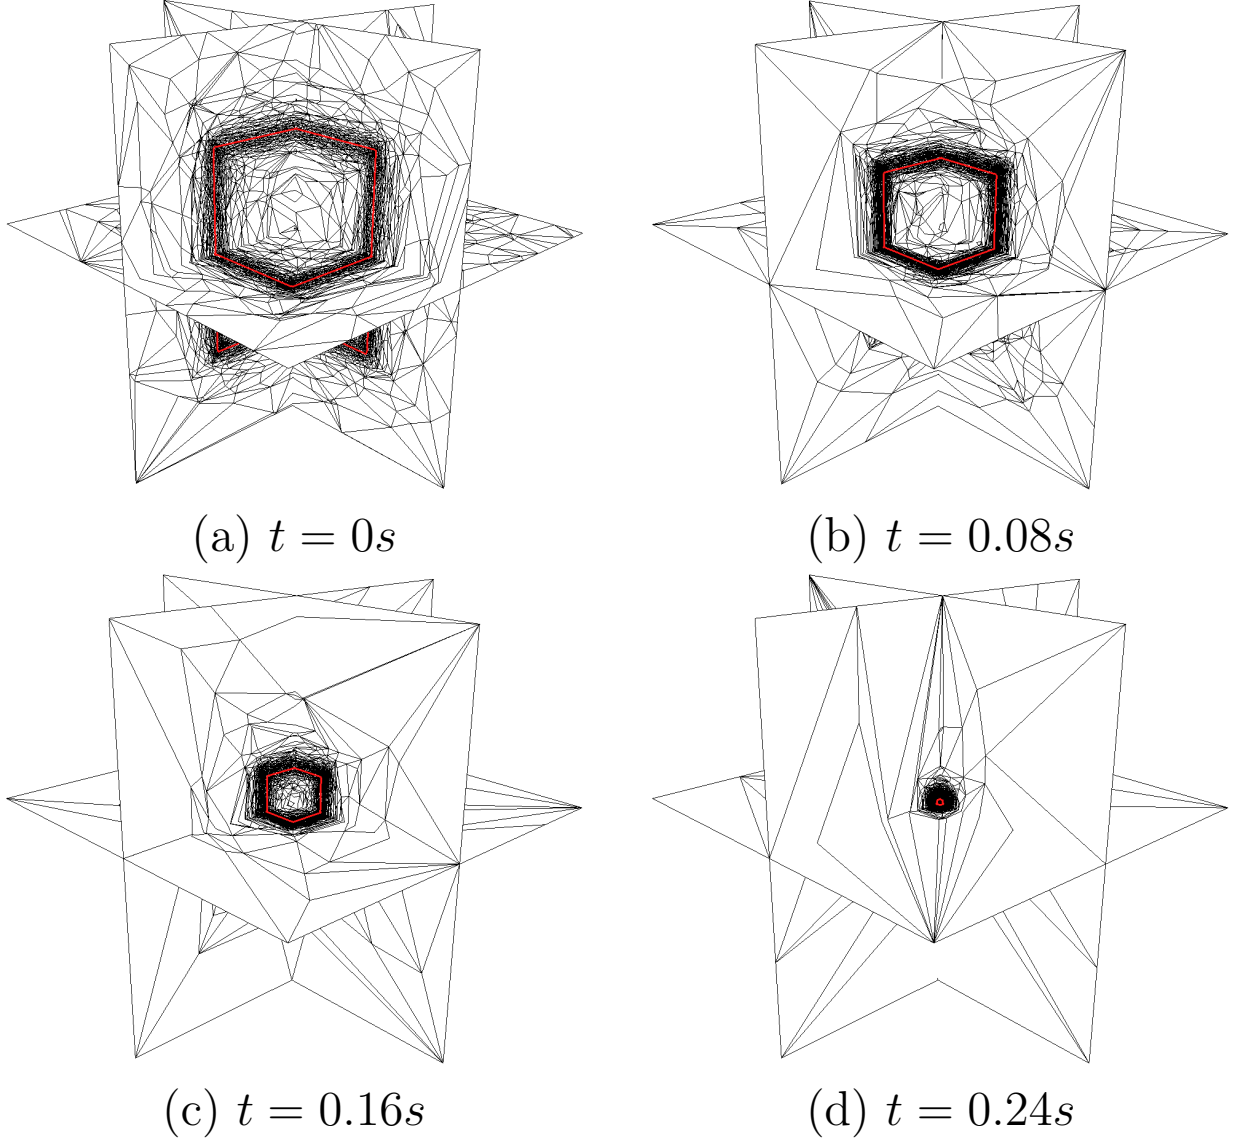 (a) t = 0s
(b) t = 0.08s
(c) t = 0.16s
(d) t = 0.24s